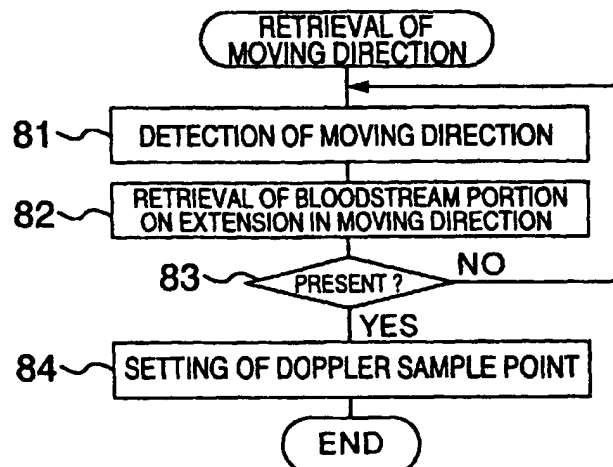 RETRIEVAL OF
MOVING DIRECTION
81
DETECTION OF MOVING DIRECTION
82
RETRIEVAL OF BLOODSTREAM PORTION
ON EXTENSION IN MOVING DIRECTION
83
PRESENT ?
NO
YES
84
SETTING OF DOPPLER SAMPLE POINT
END